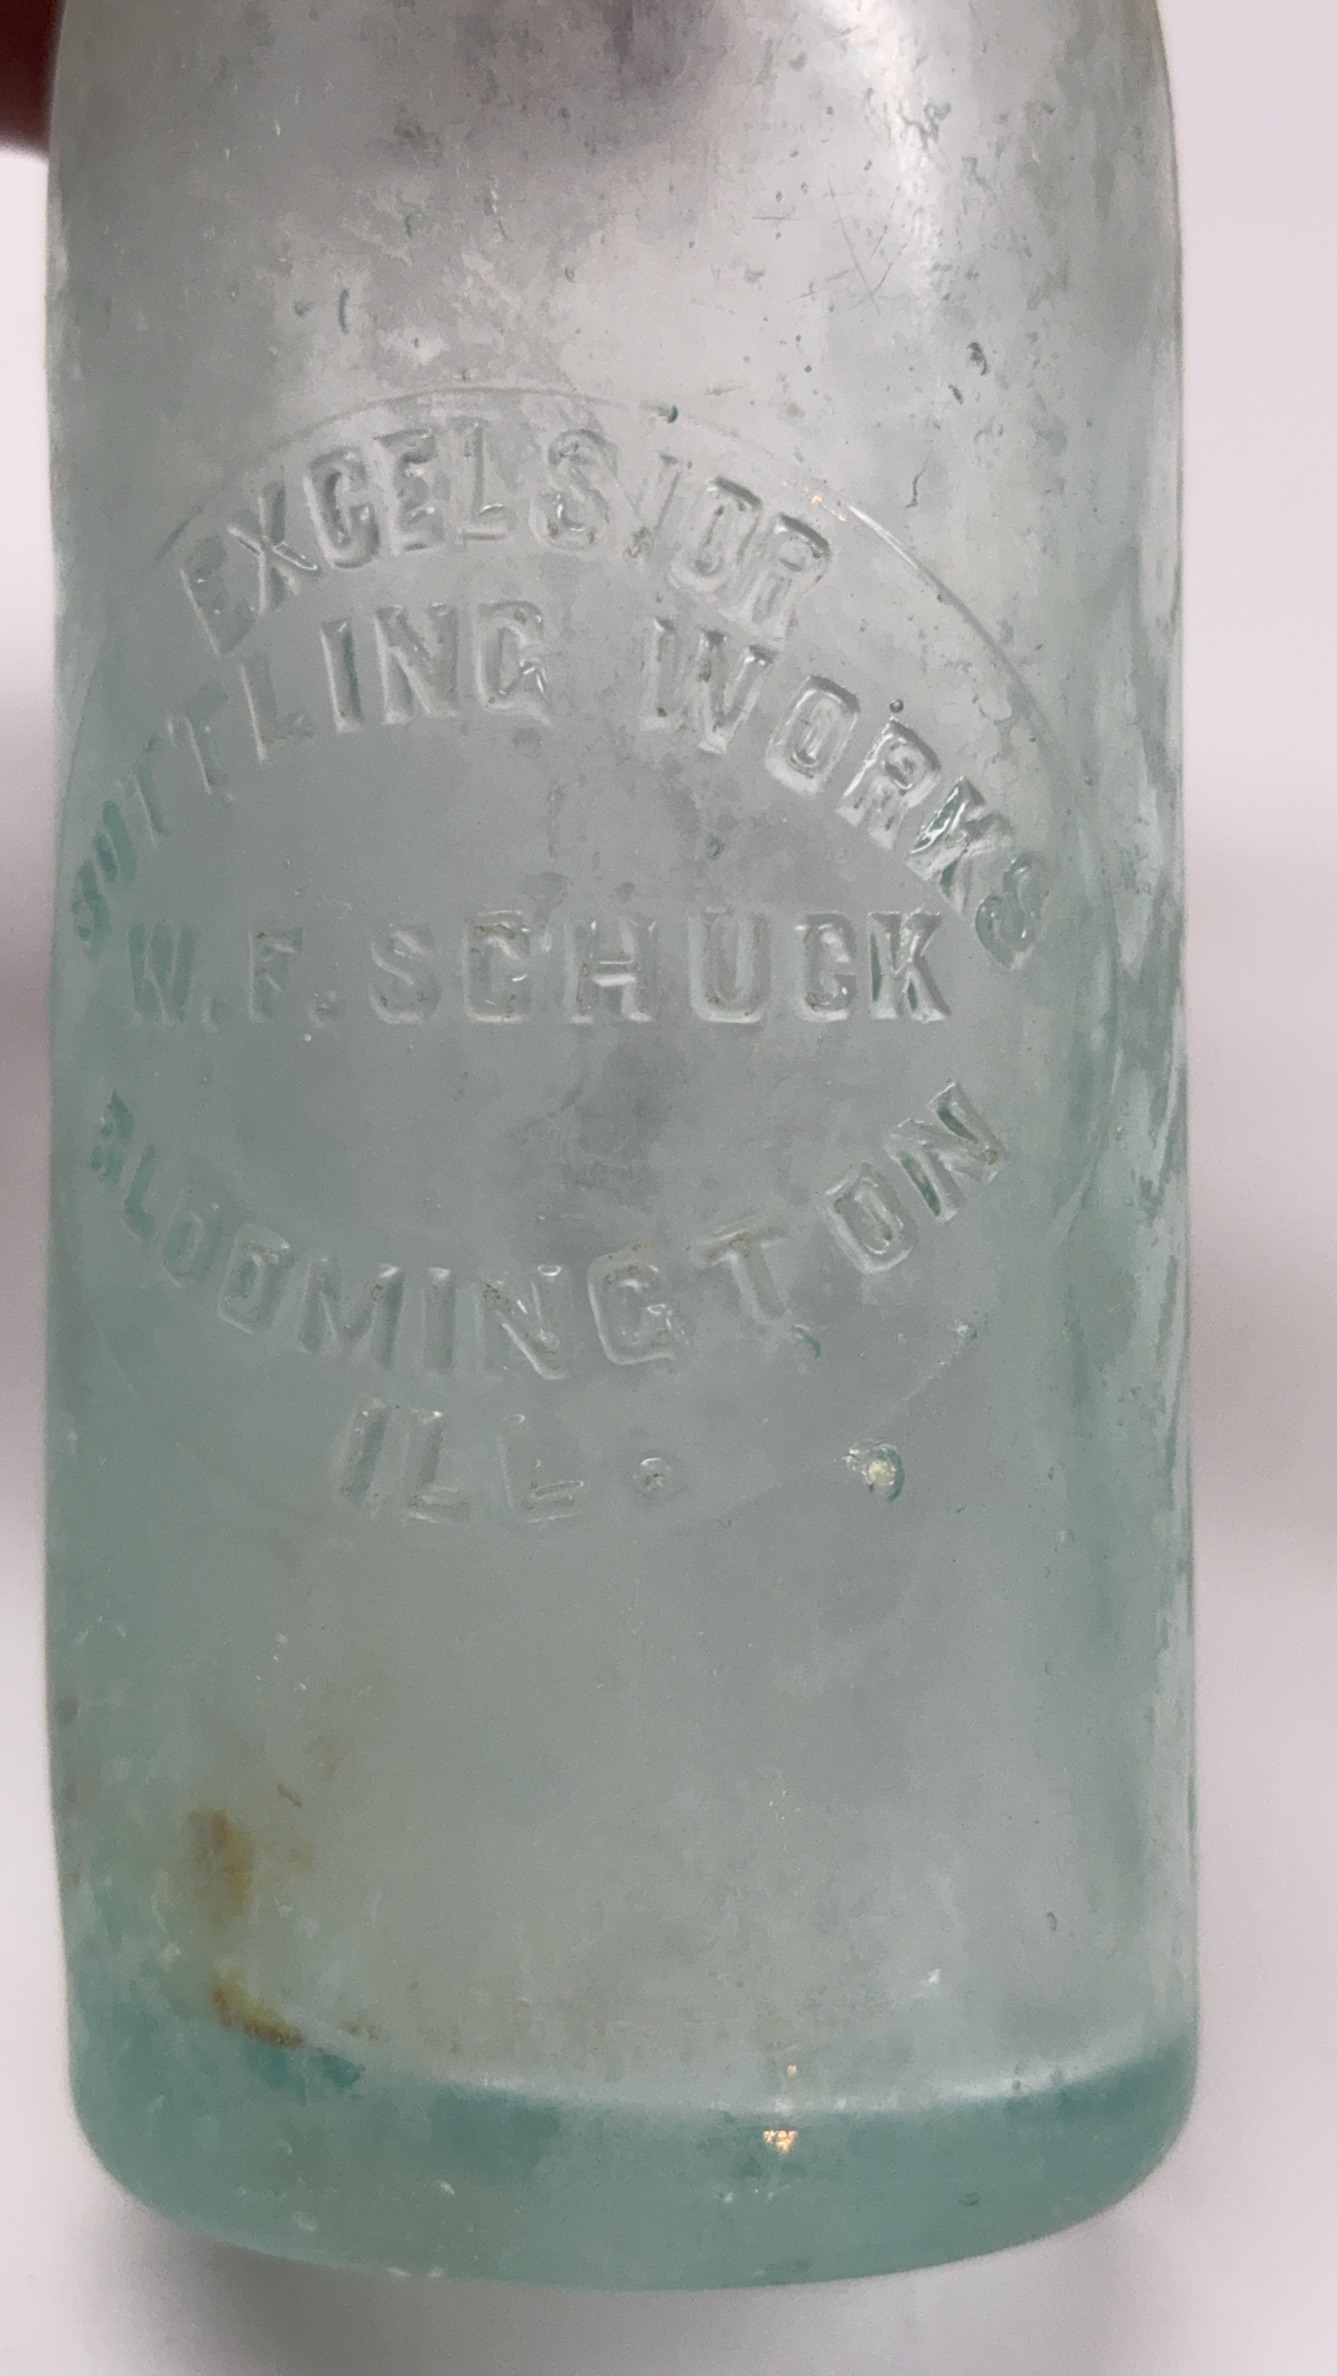 EXCELSIOR
BOTTLING WORKS
W.F. SCHUCK
BLOOMINGTON
ILL.